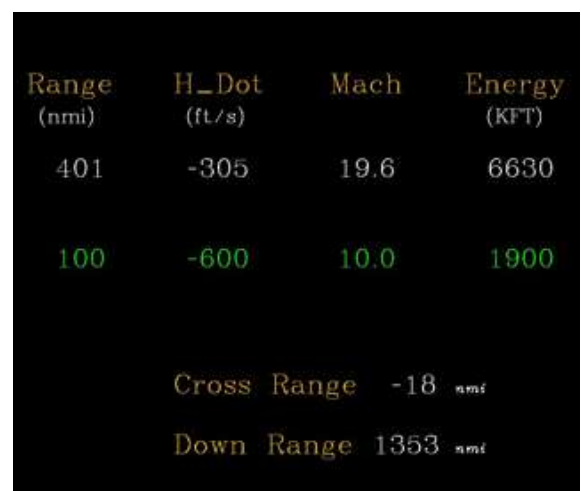 Range H_Dot Mach Energy
(nmi) (ft/s) (KFT)
401 -305 19.6 6630
100 -600 10.0 1900
Cross Range -18 nmi
Down Range 1353 nmi